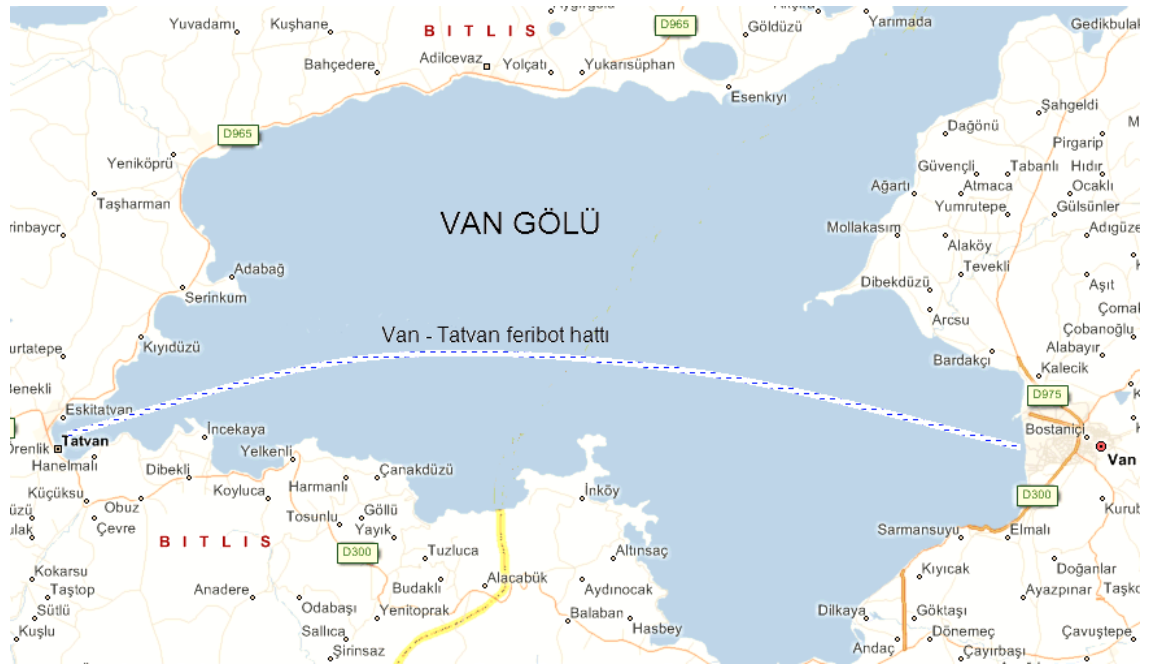 Yuvadamı
Kuşhane
BITLIS
D965
Göldüzü
Yarımada
Gedikbulak
Bahçedere
Adilcevaz
Yolçatı
Yukarısüphan
Esenkıyı
Şahgeldi
D965
Dağönü
Pirgarip
Yeniköprü
Güvençli
Tabanlı
Hıdır
Ağartı
Atmaca
Ocaklı
Taşharman
Yumrutepe
Gülsünler
VAN GÖLÜ
Mollakasım
Alaköy
Adabağ
Tevekli
Serinkum
Dibekdüzü
Aşıt
Arcsu
Van - Tatvan feribot hattı
Çobanoğlu
Kıyıdüzü
Bardakçı
Alabayır
Kalecik
D975
Eskitatvan
Tatvan
İncekaya
Bostaniçi
Hanelmalı
Dibekli
Yelkenli
Çanakdüzü
Van
Küçüksu
Obuz
Koyluca
Harmanlı
İnköy
D300
Çevre
Tosunlu
Göllü
Yayık
Sarmansuyu
Elmalı
BITLIS
D300
Tuzluca
Altınsaç
Kokarsu
Taştop
Anadere
Budaklı
Alacabük
Aydınocak
Kıyıcak
Doğanlar
Ayazpınar
Sütlü
Odabaşı
Yenitoprak
Balaban
Hasbey
Dilkaya
Göktaşı
Kuşlu
Sallıca
Şirinsaz
Andaç
Dönemeç
Çavuştepe
Çayırbaşı